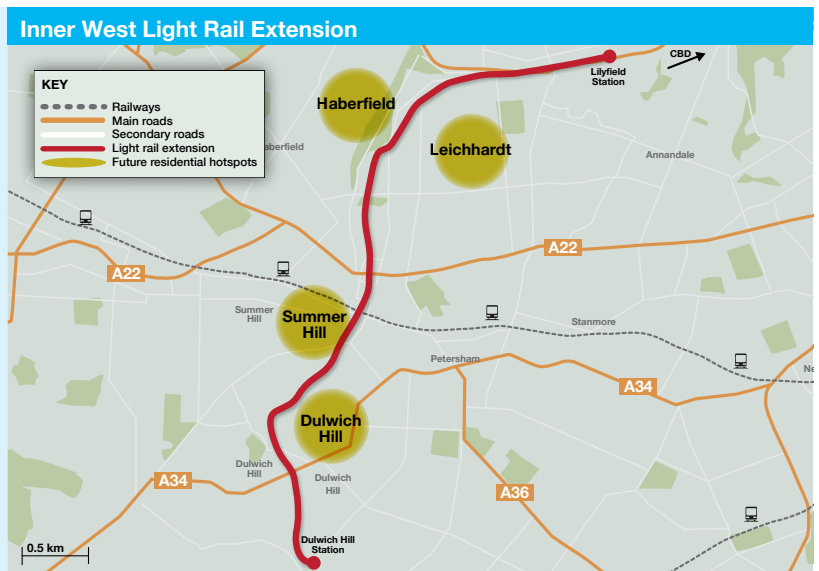 Inner West Light Rail Extension
CBD
Lilyfield
Station
KEY
Railways
Main roads
Secondary roads
Light rail extension
Future residential hotspots
Haberfield
Leichhardt
aberfield
Annandale
A22
A22
Summer
Hill
Summer
Hill
Stanmore
Petersham
Ne
A34
Dulwich
Hill
Dulwich
Hill
Dulwich
Hill
A34
A36
Dulwich Hill
Station
0.5 km